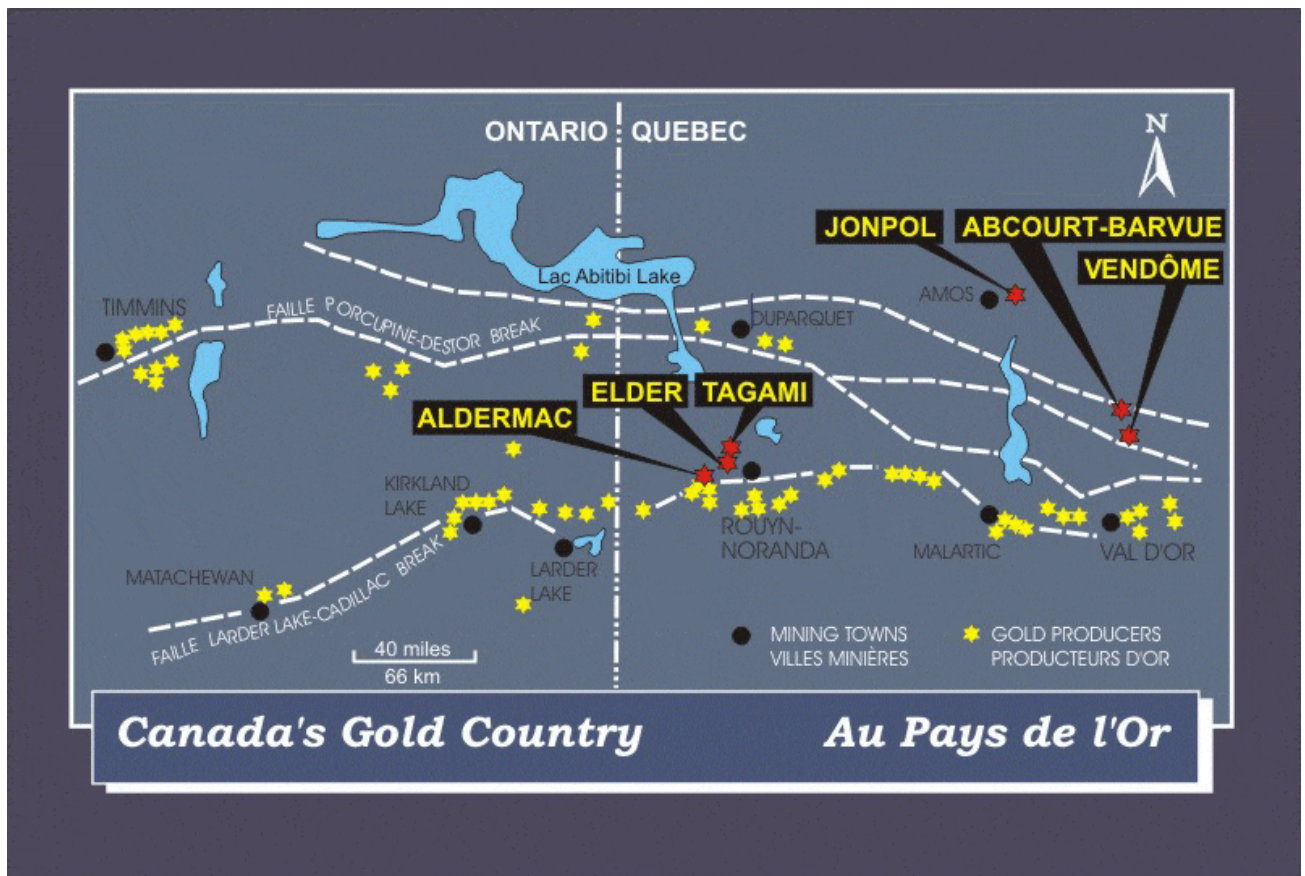 ONTARIO QUEBEC
N
JONPOL ABCOURT-BARVUE
VENDÔME
Lac Abitibi Lake
AMOS
TIMMINS
FAILLE PORCUPINE-DESTOR BREAK
DUPARQUET
ELDER TAGAMI
ALDERMAC
KIRKLAND
LAKE
ROUYN-
NORANDA
MALARTIC
VAL D'OR
LARDER
LAKE
MATACHEWAN
FAILLE LARDER LAKE-CADILLAC BREAK
40 miles
66 km
MINING TOWNS
VILLES MINIÈRES
GOLD PRODUCERS
PRODUCTEURS D'OR
Canada's Gold Country
Au Pays de l'Or